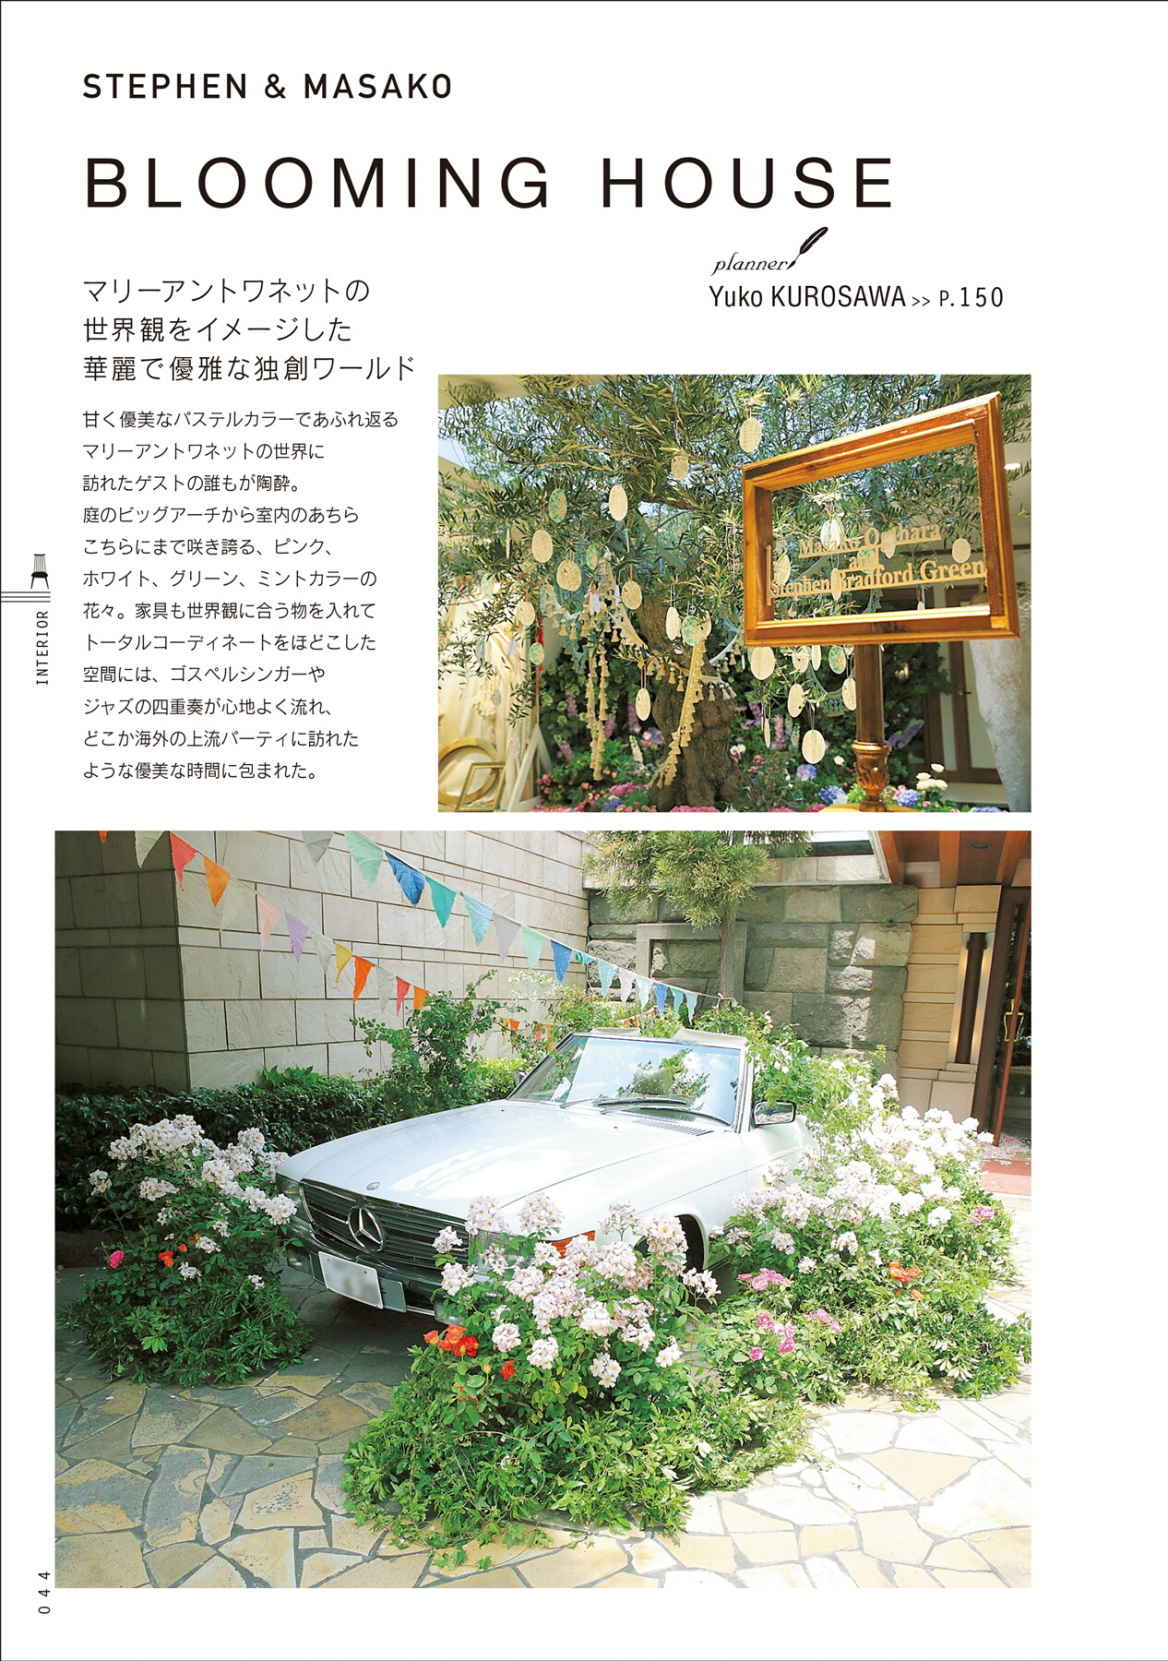 STEPHEN & MASAKO
BLOOMING HOUSE
planner
Yuko KUROSAWA >> P.150
マリーアントワネットの
世界観をイメージした
華麗で優雅な独創ワールド
甘く優美なパステルカラーであふれ返る
マリーアントワネットの世界に
訪れたゲストの誰もが陶酔。
庭のビッグアーチから室内のあちら
こちらにまで咲き誇る、ピンク、
ホワイト、グリーン、ミントカラーの
花々。家具も世界観に合う物を入れて
トータルコーディネートをほどこした
空間には、ゴスペルシンガーや
ジャズの四重奏が心地よく流れ、
どこか海外の上流パーティに訪れた
ような優美な時間に包まれた。
and
Stephen Bradford Green
INTERIOR
044